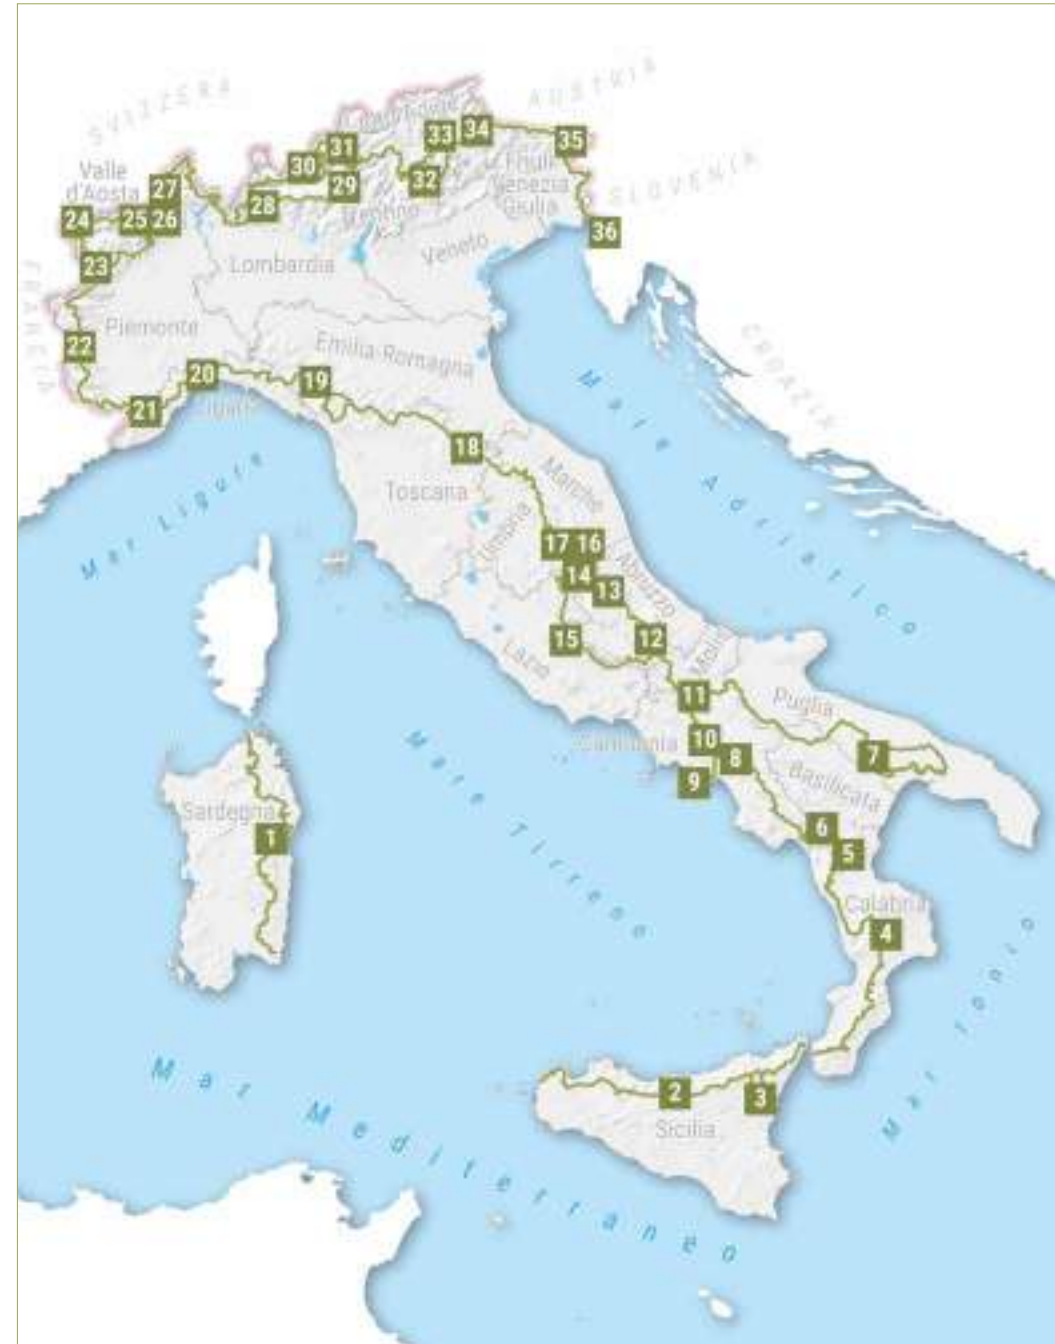 SVIZZERA
AUSTRIA
SLOVENIA
FRANCIA
CROAZIA
Valle
d'Aosta
Friuli
Venezia
Giulia
Trentino
Veneto
Lombardia
Piemonte
Emilia Romagna
Toscana
Marche
Umbria
Abruzzo
Lazio
Molise
Puglia
Campania
Basilicata
Calabria
Sardegna
Sicilia
Mar Ligure
Mare Adriatico
Mare Tirreno
Mar Ionio
Mar Mediterraneo
1
2
3
4
5
6
7
8
9
10
11
12
13
14
15
16
17
18
19
20
21
22
23
24
25
26
27
28
29
30
31
32
33
34
35
36